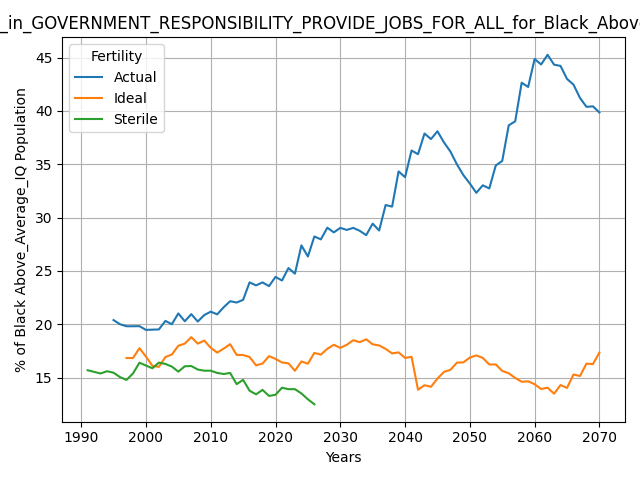 _in_GOVERNMENT_RESPONSIBILITY_PROVIDE_JOBS_FOR_ALL_for_Black_Above
Fertility
Actual
Ideal
Sterile
% of Black Above_Average_IQ Population
45
40
35
30
25
20
15
1990 2000 2010 2020 2030 2040 2050 2060 2070
Years